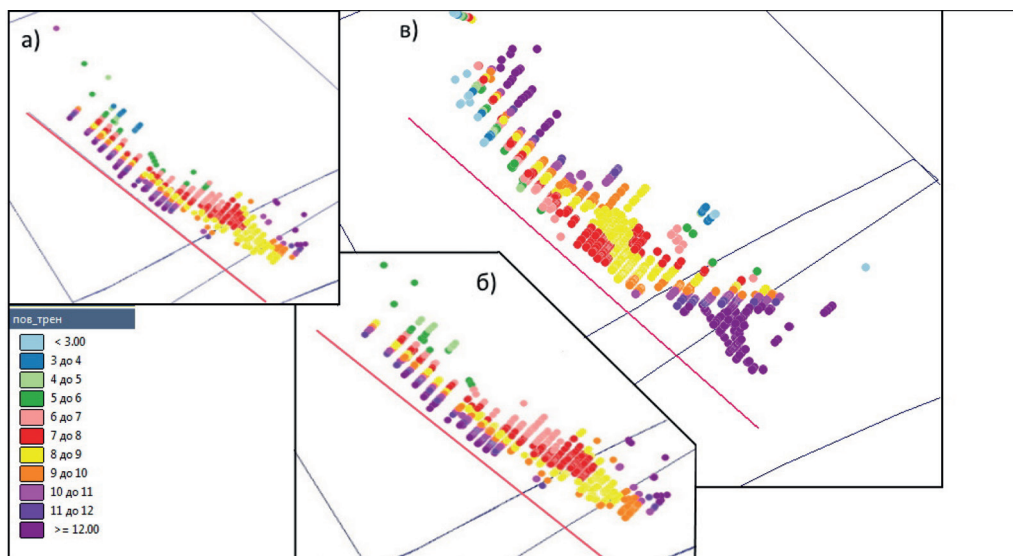 а)
в)
б)
пов_трен
< 3.00
3 до 4
4 до 5
5 до 6
6 до 7
7 до 8
8 до 9
9 до 10
10 до 11
11 до 12
>= 12.00